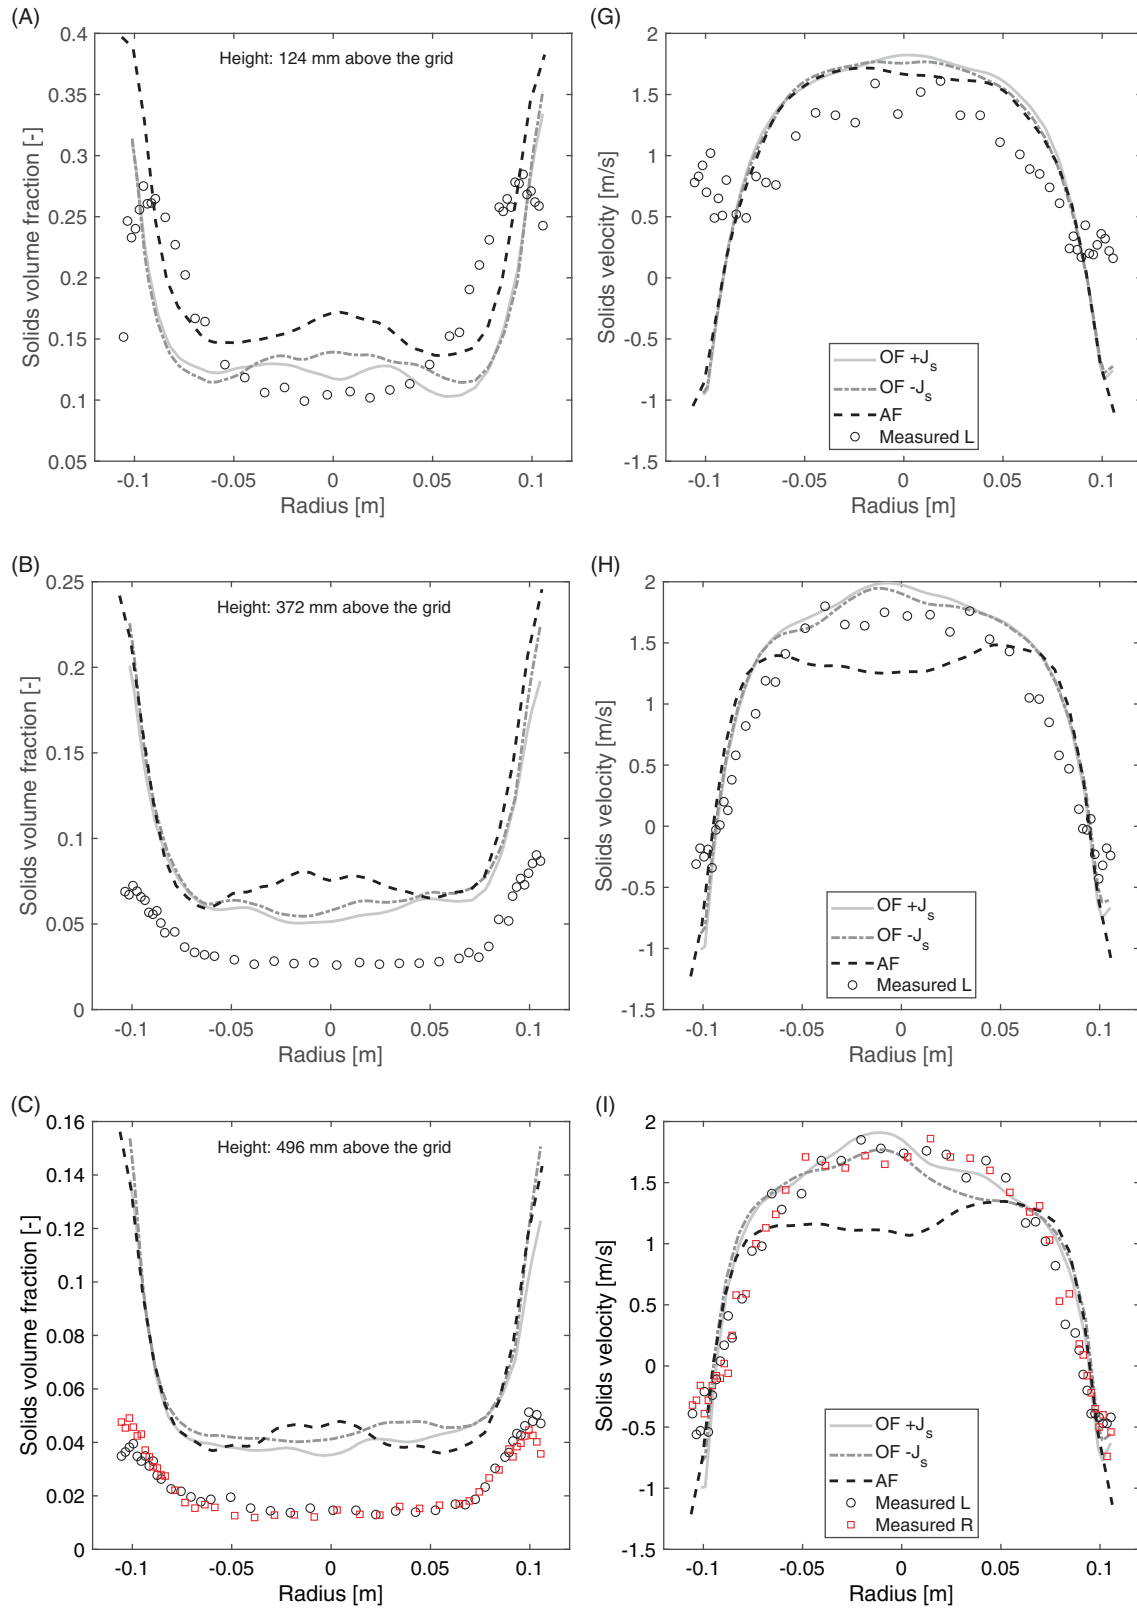 (A)
Height: 124 mm above the grid
0.4
0.35
0.3
0.25
0.2
0.15
0.1
0.05
Solids volume fraction [-]
-0.1 -0.05 0 0.05 0.1
Radius [m]
(G)
2
1.5
1
0.5
0
-0.5
-1
-1.5
Solids velocity [m/s]
OF +Js
OF -Js
AF
Measured L
-0.1 -0.05 0 0.05 0.1
Radius [m]
(B)
Height: 372 mm above the grid
0.25
0.2
0.15
0.1
0.05
0
Solids volume fraction [-]
-0.1 -0.05 0 0.05 0.1
Radius [m]
(H)
2
1.5
1
0.5
0
-0.5
-1
-1.5
Solids velocity [m/s]
OF +Js
OF -Js
AF
Measured L
-0.1 -0.05 0 0.05 0.1
Radius [m]
(C)
Height: 496 mm above the grid
0.16
0.14
0.12
0.1
0.08
0.06
0.04
0.02
0
Solids volume fraction [-]
-0.1 -0.05 0 0.05 0.1
Radius [m]
(I)
2
1.5
1
0.5
0
-0.5
-1
-1.5
Solids velocity [m/s]
OF +Js
OF -Js
AF
Measured L
Measured R
-0.1 -0.05 0 0.05 0.1
Radius [m]